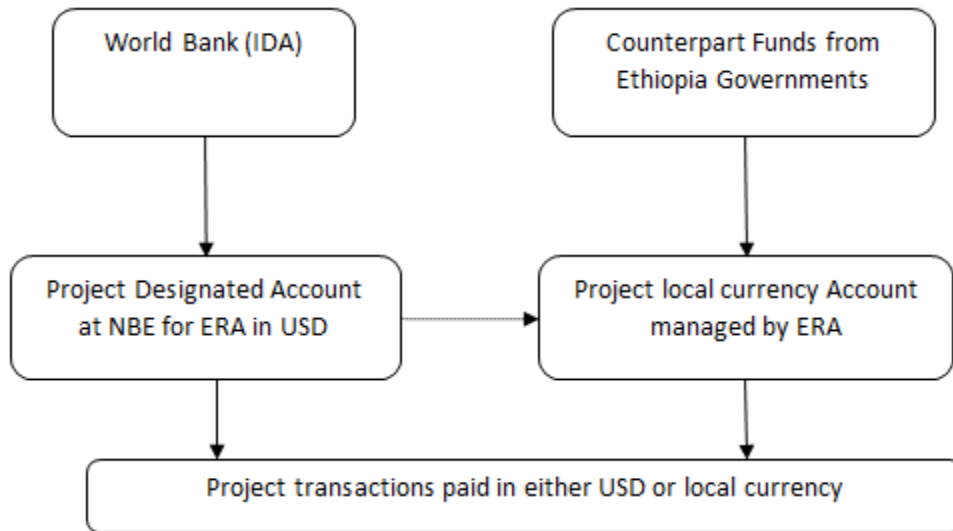 World Bank (IDA)
Counterpart Funds from
Ethiopia Governments
Project Designated Account
at NBE for ERA in USD
Project local currency Account
managed by ERA
Project transactions paid in either USD or local currency